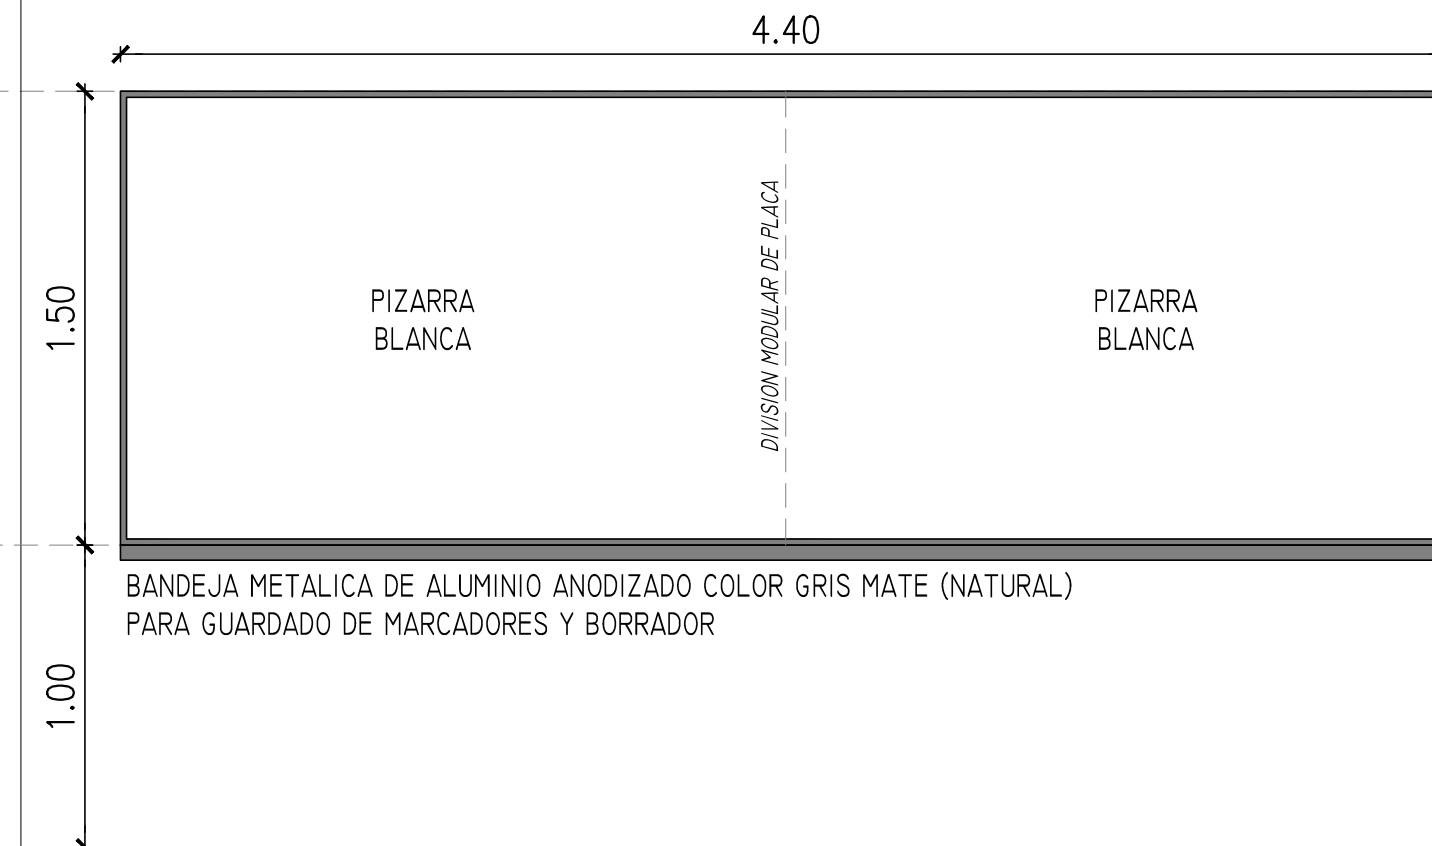 4.40
1.50
PIZARRA
BLANCA
DIVISION MODULAR DE PLACA
PIZARRA
BLANCA
BANDEJA METALICA DE ALUMINIO ANODIZADO COLOR GRIS MATE (NATURAL)
PARA GUARDADO DE MARCADORES Y BORRADOR
1.00